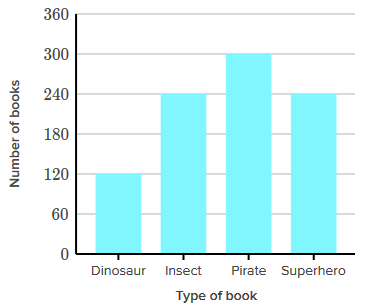 360
300
240
180
120
60
0
Number of books
Dinosaur Insect Pirate Superhero
Type of book